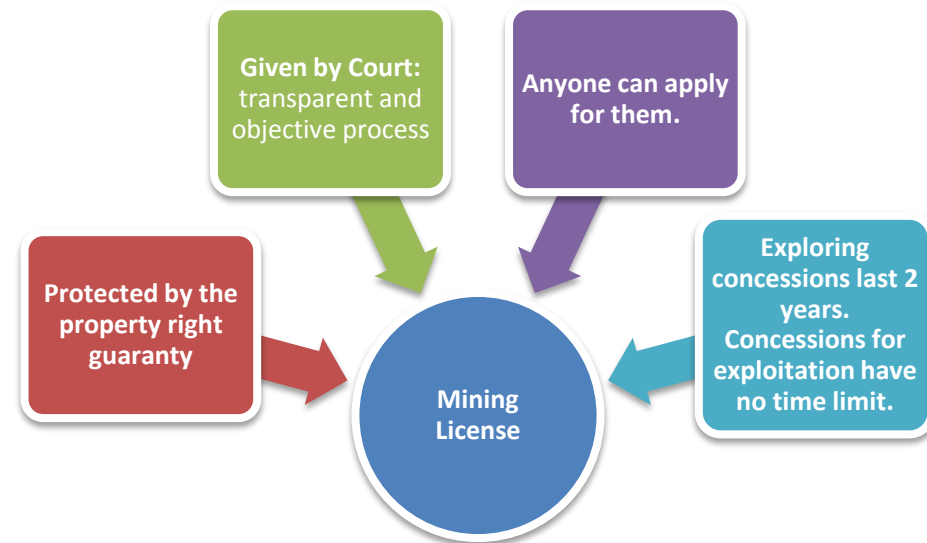 Given by Court:
transparent and
objective process
Anyone can apply
for them.
Protected by the
property right
guaranty
Exploring
concessions last 2
years.
Concessions for
exploitation have
no time limit.
Mining
License